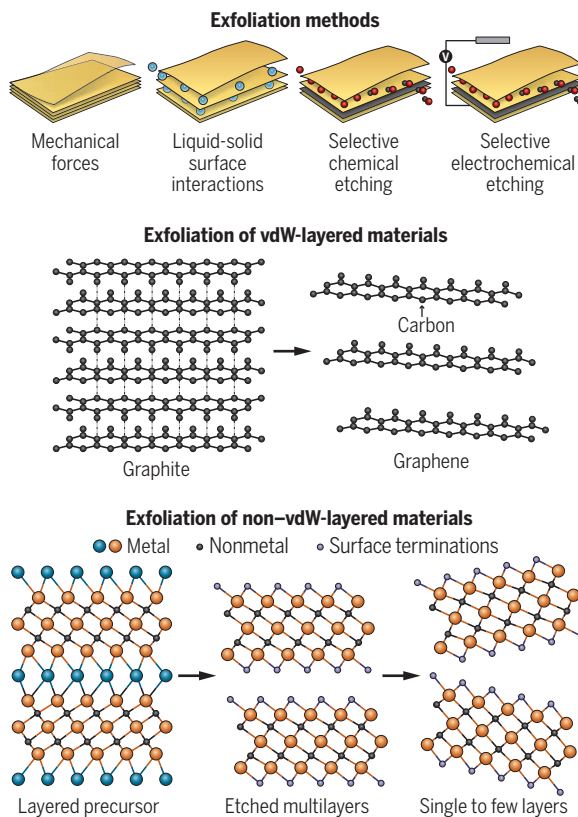 Exfoliation methods
V
Mechanical
forces
Liquid-solid
surface
interactions
Selective
chemical
etching
Selective
electrochemical
etching
Exfoliation of vdW-layered materials
Carbon
Graphite
Graphene
Exfoliation of non–vdW-layered materials
Metal
Nonmetal
Surface terminations
Layered precursor
Etched multilayers
Single to few layers